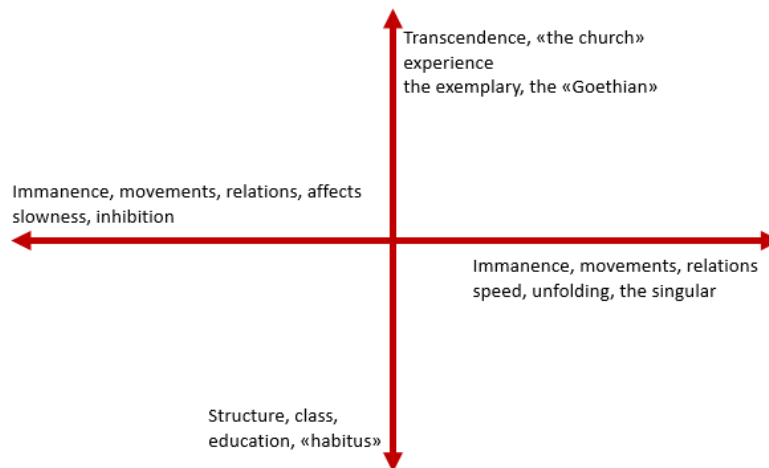 Transcendence, «the church»
experience
the exemplary, the «Goethian»
Immanence, movements, relations, affects
slowness, inhibition
Immanence, movements, relations
speed, unfolding, the singular
Structure, class,
education, «habitus»